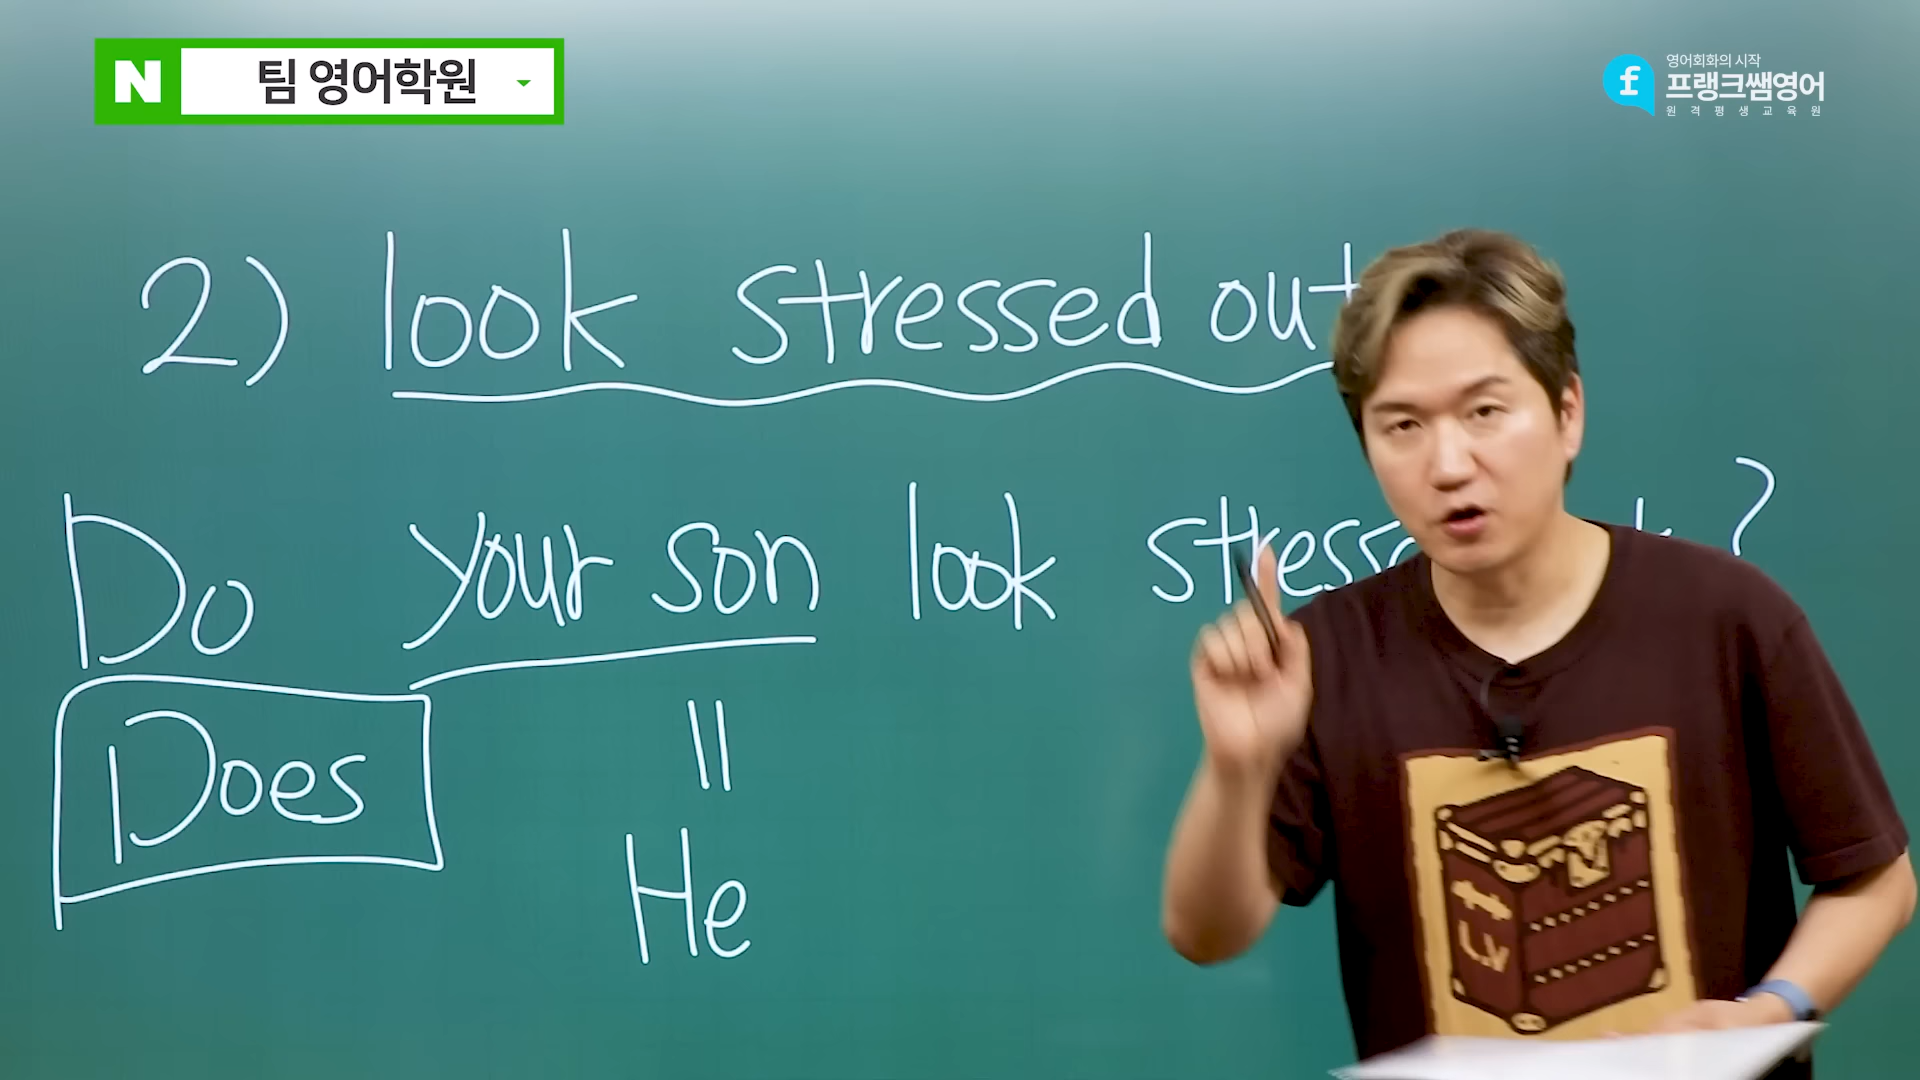 N 팀 영어학원
영어회화의 시작
프랭크쌤영어
원격평생교육원
2) look stressed out
Do your son look ?
Does
||
He
L.V